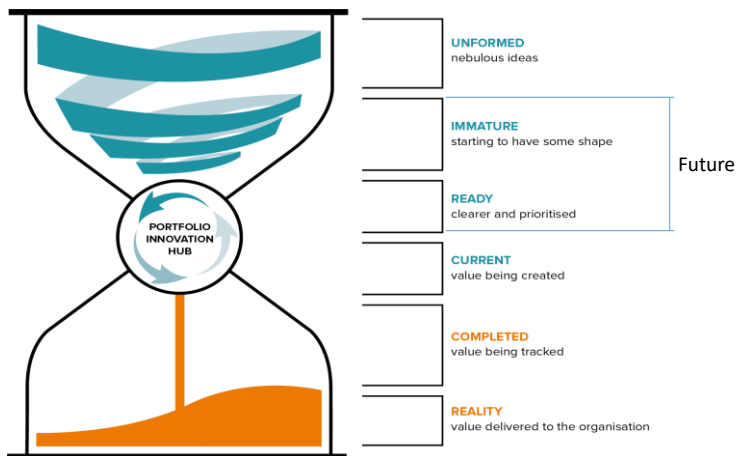 UNFORMED
nebulous ideas
IMMATURE
starting to have some shape
Future
READY
clearer and prioritised
PORTFOLIO
INNOVATION
HUB
CURRENT
value being created
COMPLETED
value being tracked
REALITY
value delivered to the organisation